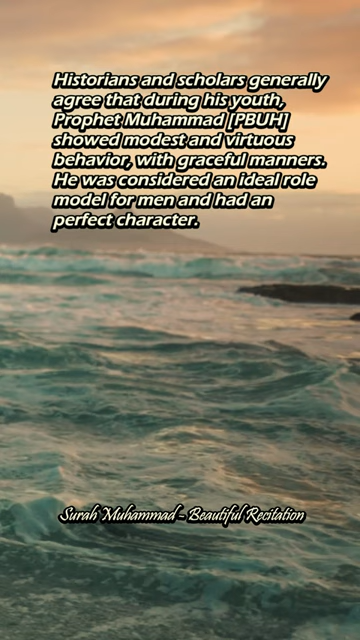 Historians and scholars generally
agree that during his youth,
Prophet Muhammad [PBUH]
showed modest and virtuous
behavior, with graceful manners.
He was considered an ideal role
model for men and had an
perfect character.
Surah Muhammad - Beautiful Recitation